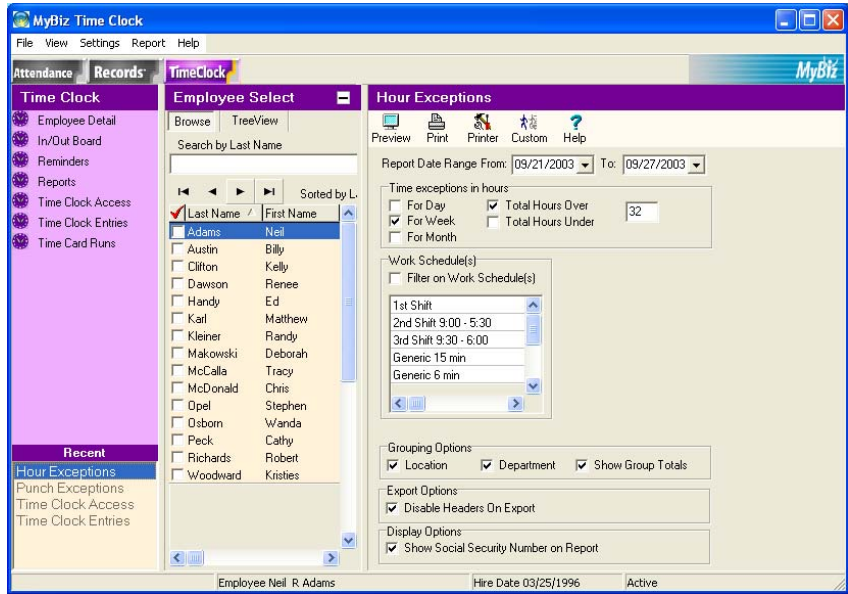 MyBiz Time Clock
File View Settings Report Help
Attendance Records TimeClock MyBiz
Time Clock
Employee Detail
In/Out Board
Reminders
Reports
Time Clock Access
Time Clock Entries
Time Card Runs
Recent
Hour Exceptions
Punch Exceptions
Time Clock Access
Time Clock Entries
Employee Select
Browse TreeView
Search by Last Name
Sorted by L.
Last Name First Name
Adams Neil
Austin Billy
Clifton Kelly
Dawson Renee
Handy Ed
Karl Matthew
Kleiner Randy
Makowski Deborah
McCalla Tracy
McDonald Chris
Opel Stephen
Osborn Wanda
Peck Cathy
Richards Robert
Woodward Kristies
Hour Exceptions
Preview Print Printer Custom Help
Report Date Range From: 09/21/2003 To: 09/27/2003
Time exceptions in hours
For Day Total Hours Over 32
For Week Total Hours Under
For Month
Work Schedule(s)
Filter on Work Schedule(s)
1st Shift
2nd Shift 9:00 - 5:30
3rd Shift 9:30 - 6:00
Generic 15 min
Generic 6 min
Grouping Options
Location Department Show Group Totals
Export Options
Disable Headers On Export
Display Options
Show Social Security Number on Report
Employee Neil R Adams Hire Date 03/25/1996 Active